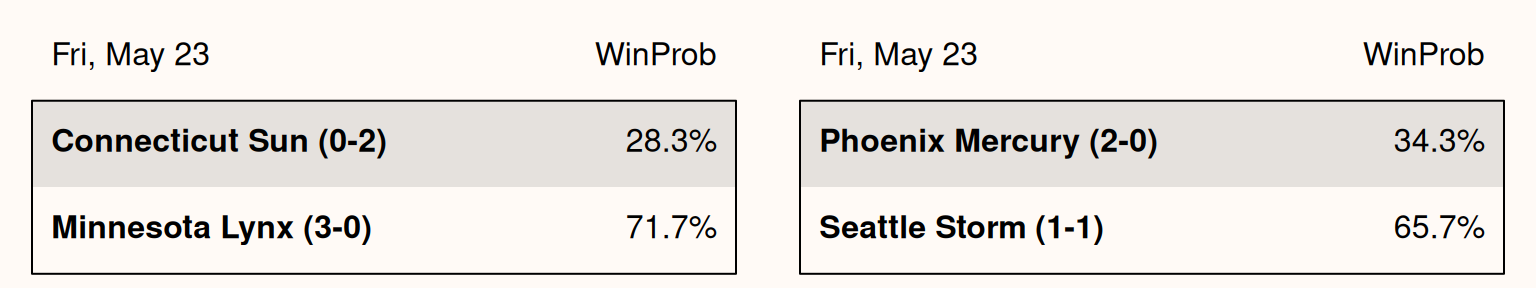 Fri, May 23 WinProb
Connecticut Sun (0-2) 28.3%
Minnesota Lynx (3-0) 71.7%
Fri, May 23 WinProb
Phoenix Mercury (2-0) 34.3%
Seattle Storm (1-1) 65.7%